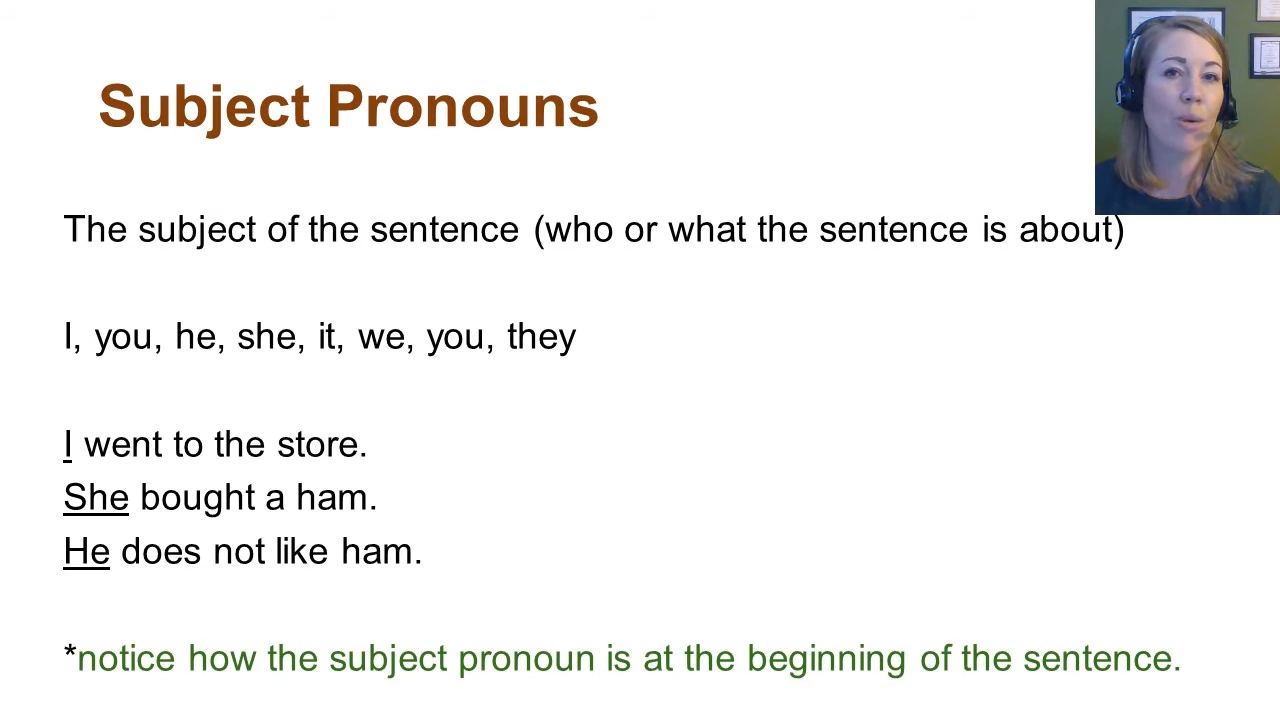 Subject Pronouns
The subject of the sentence (who or what the sentence is about)
I, you, he, she, it, we, you, they
I went to the store.
She bought a ham.
He does not like ham.
*notice how the subject pronoun is at the beginning of the sentence.